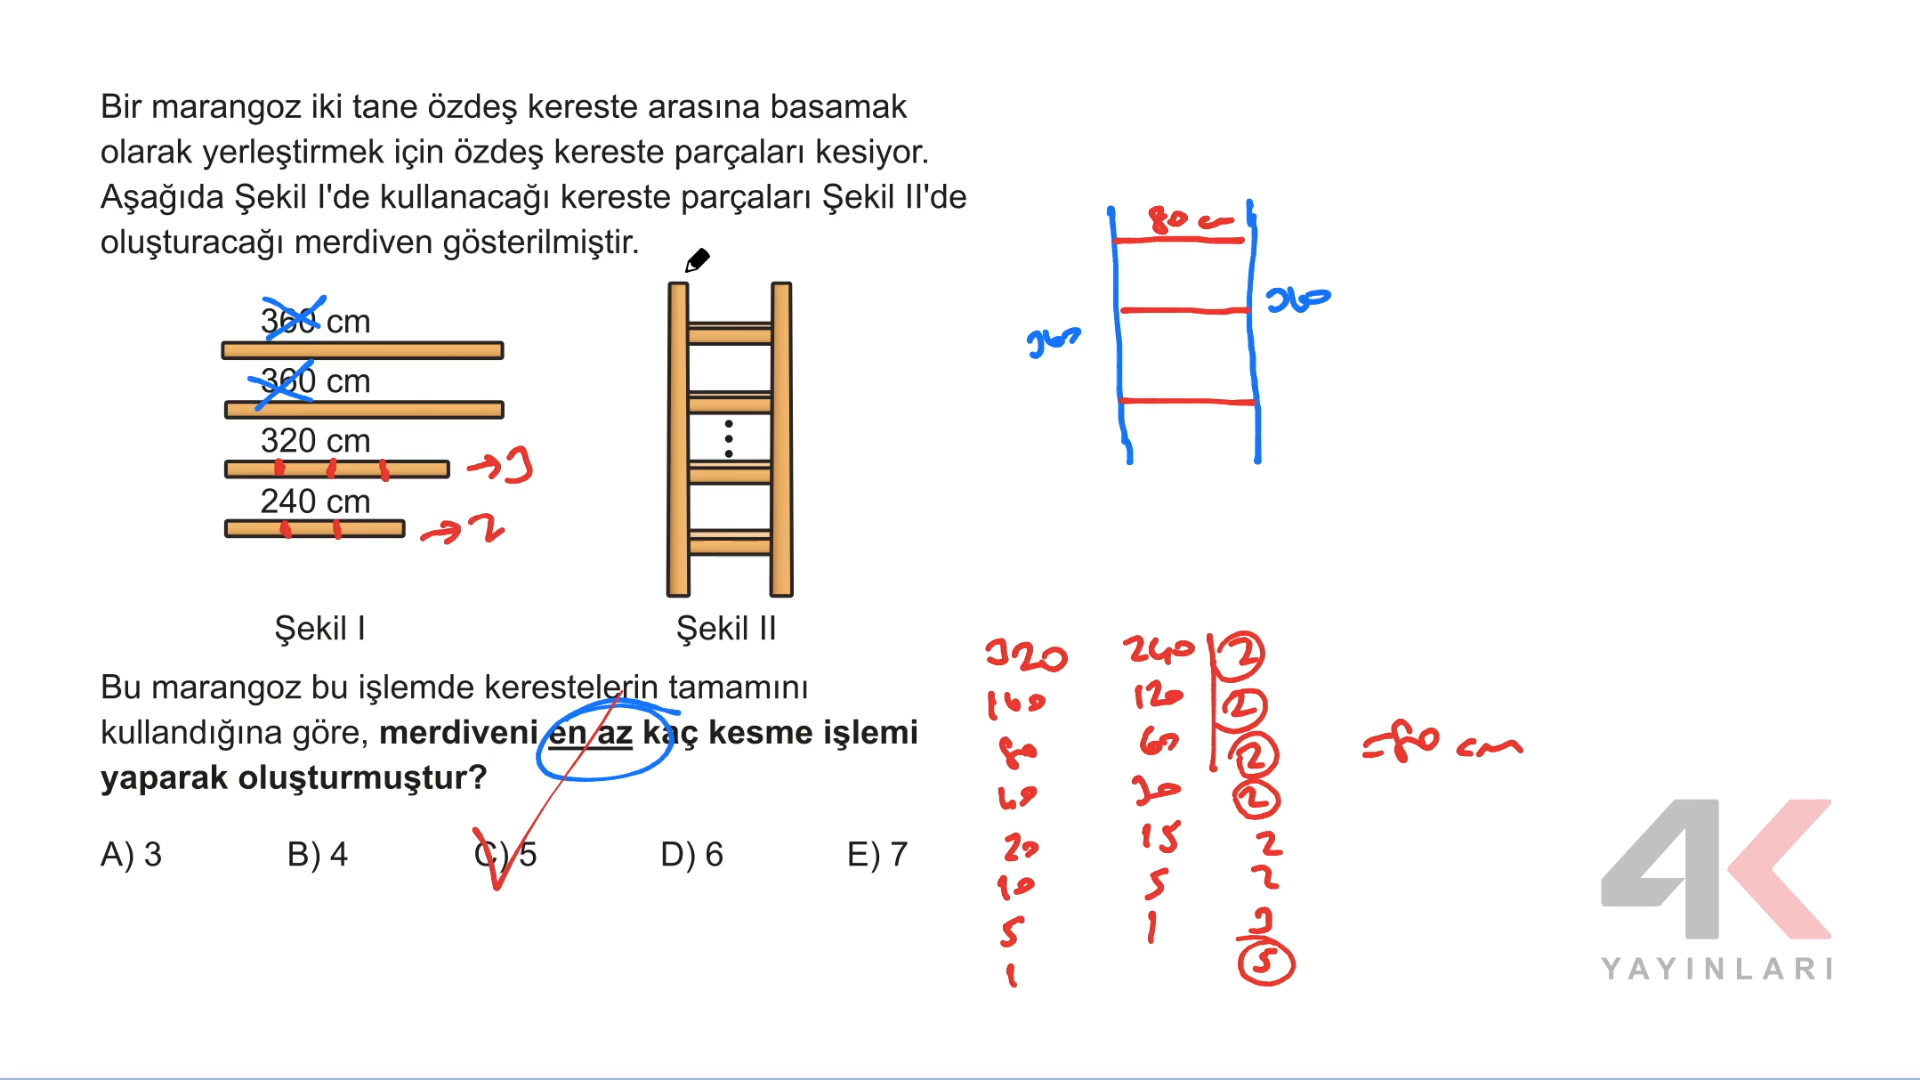 Bir marangoz iki tane özdeş kereste arasına basamak
olarak yerleştirmek için özdeş kereste parçaları kesiyor.
Aşağıda Şekil I'de kullanacağı kereste parçaları Şekil II'de
oluşturacağı merdiven gösterilmiştir.
360 cm
360 cm
320 cm
→3
240 cm
→2
Şekil I
Şekil II
80 cm
360
360
Bu marangoz bu işlemde kerestelerin tamamını
kullandığına göre, merdiveni en az kaç kesme işlemi
yaparak oluşturmuştur?
A) 3 B) 4 C) 5 D) 6 E) 7
320 240 2
160 120 2
80 60 2
40 30 2
20 15 2
10 5 2
5 1 3
1 5
=80 cm
4K
YAYINLARI